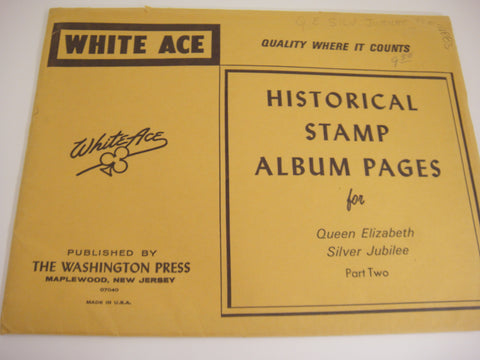 WHITE ACE
QUALITY WHERE IT COUNTS
HISTORICAL
STAMP
ALBUM PAGES
for
Queen Elizabeth
Silver Jubilee
Part Two
White Ace
PUBLISHED BY
THE WASHINGTON PRESS
MAPLEWOOD, NEW JERSEY
07040
MADE IN U.S.A.